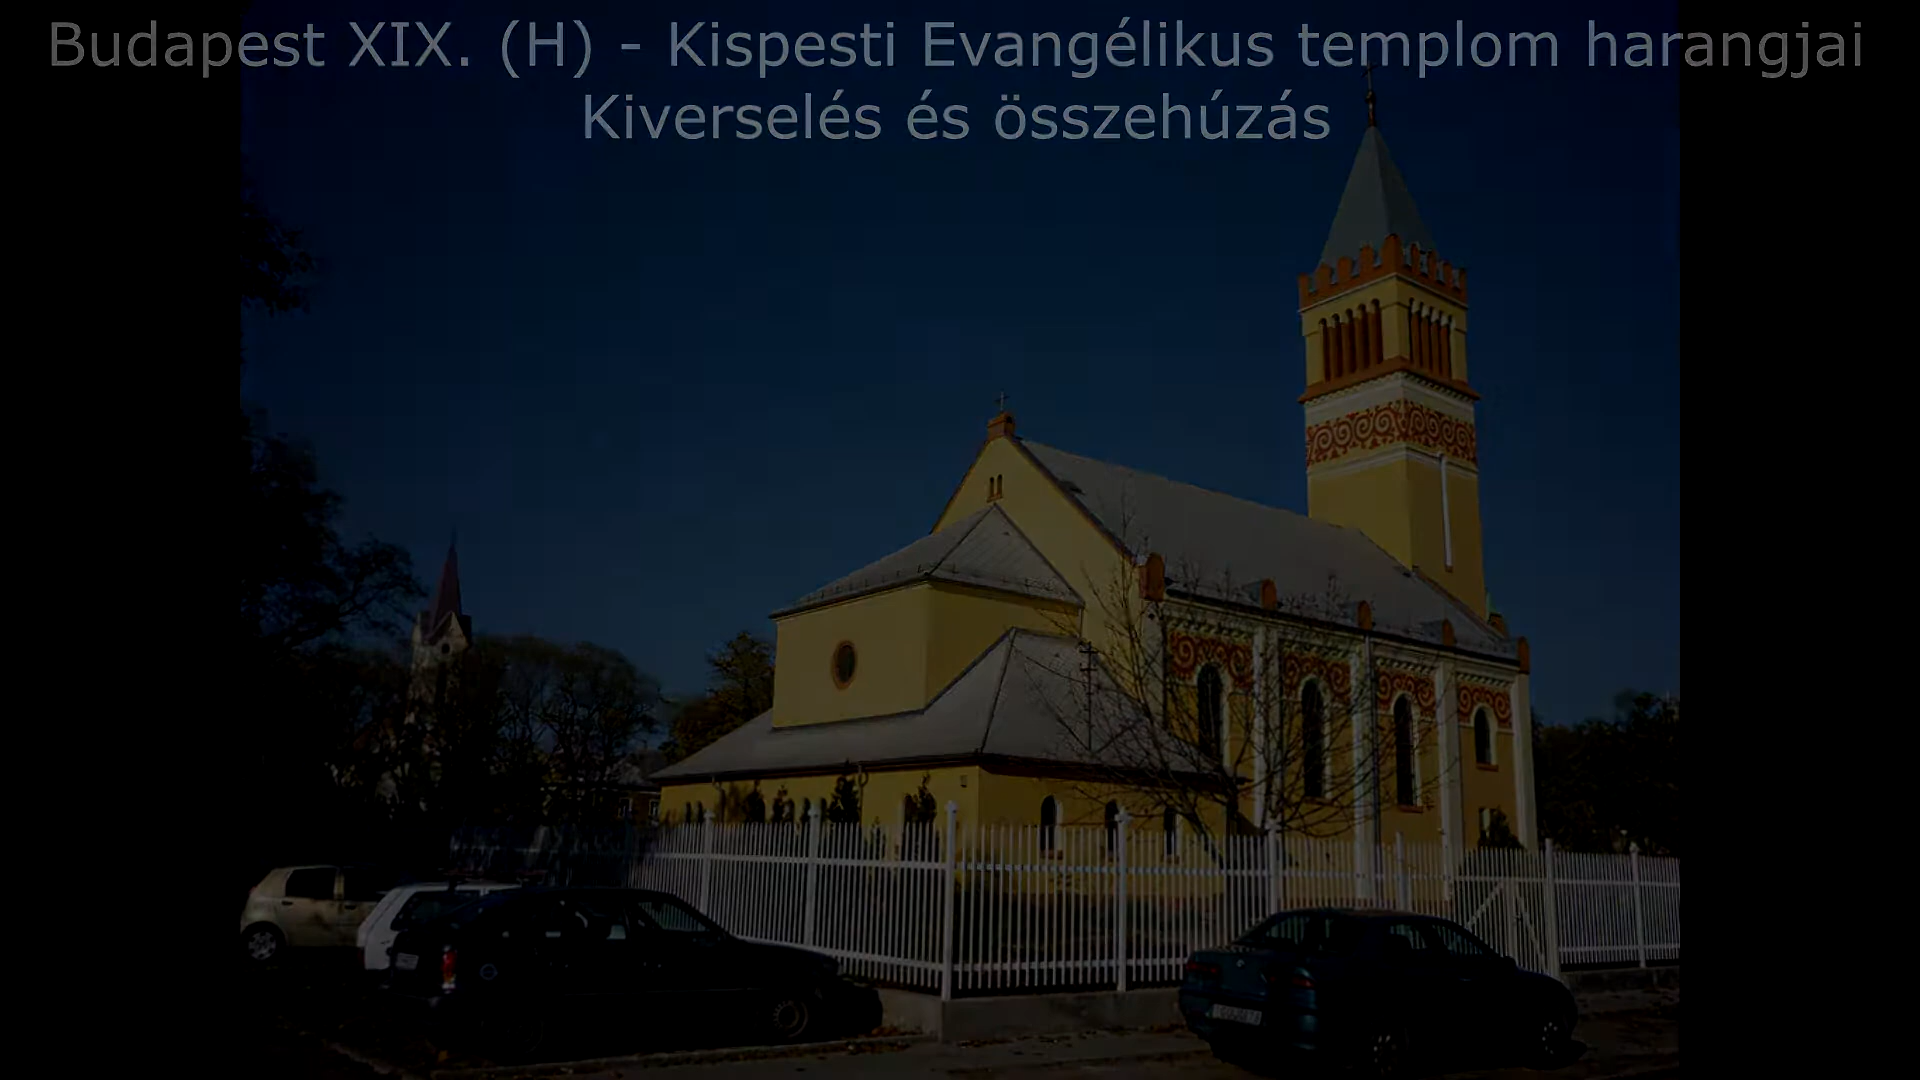 Budapest XIX. (H) - Kispesti Evangélikus templom harangjai
Kiverselés és összehúzás